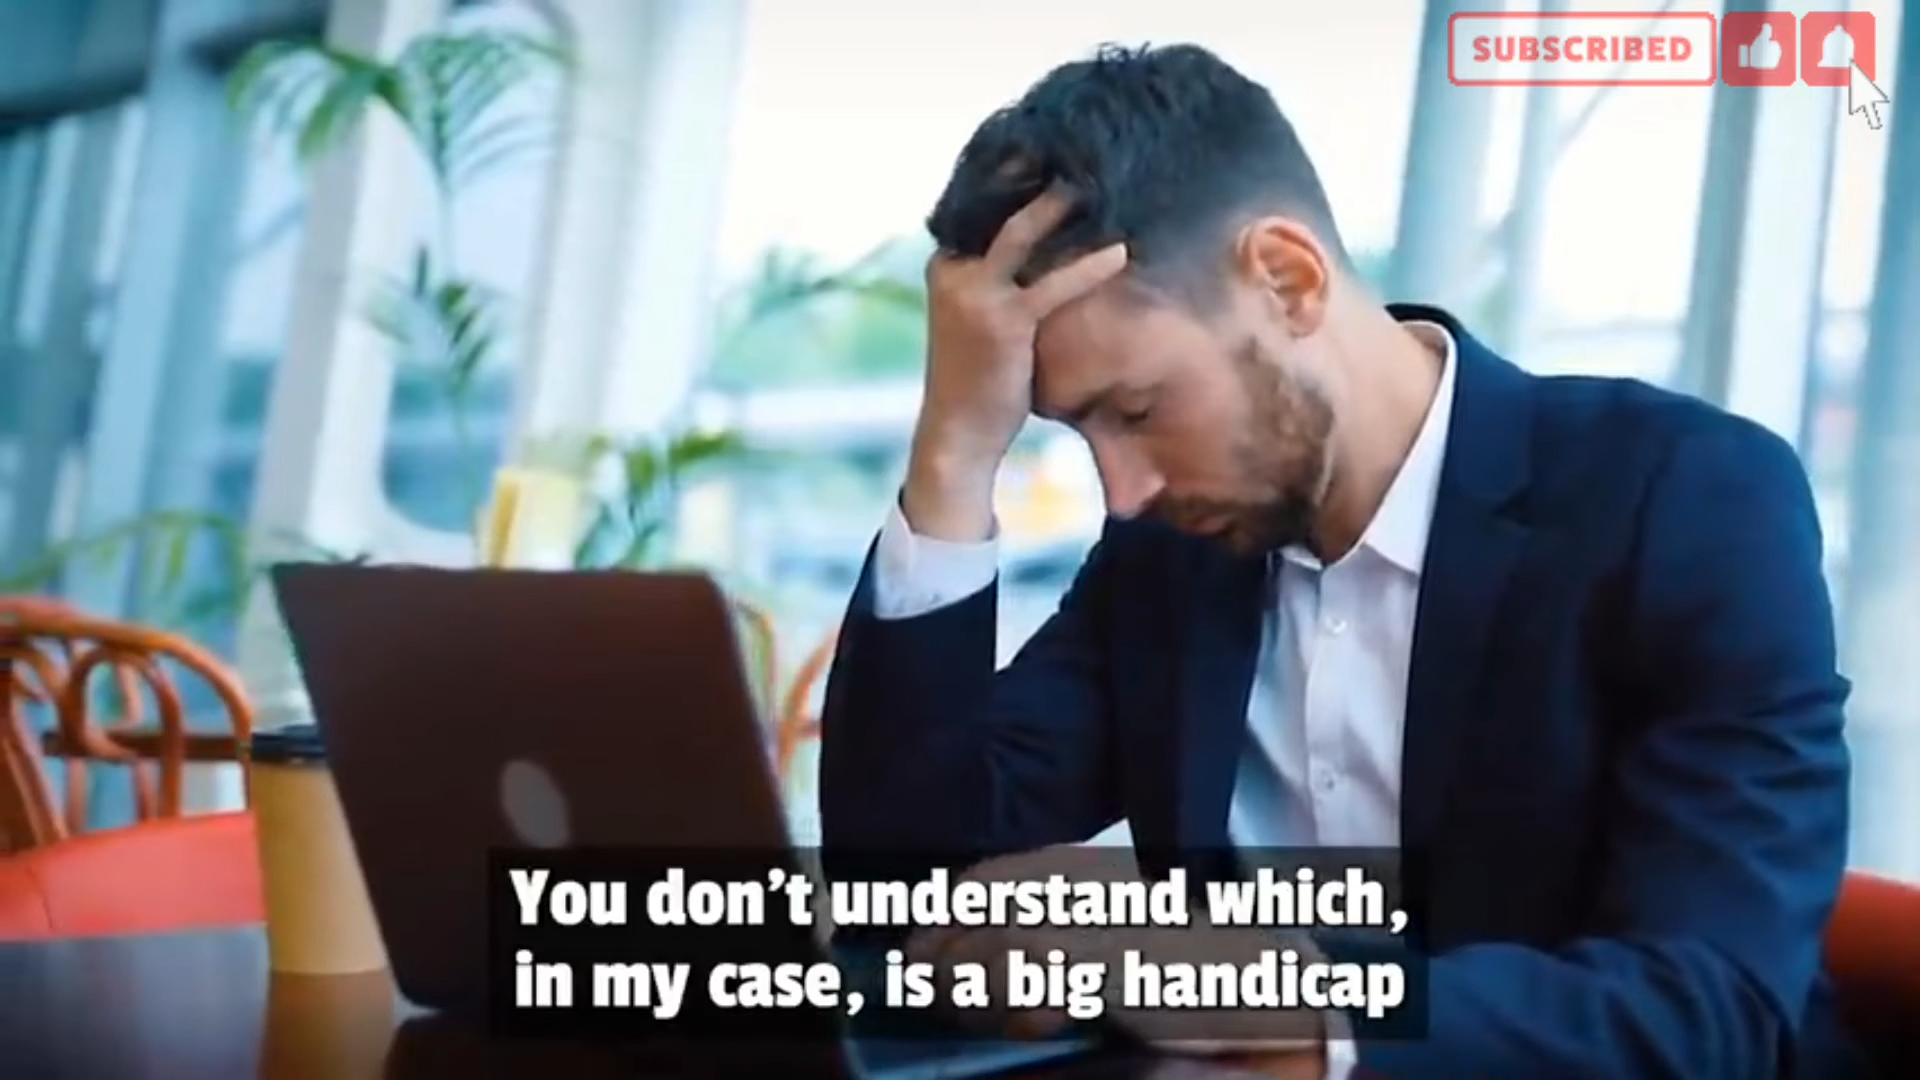 SUBSCRIBED
You don't understand which,
in my case, is a big handicap